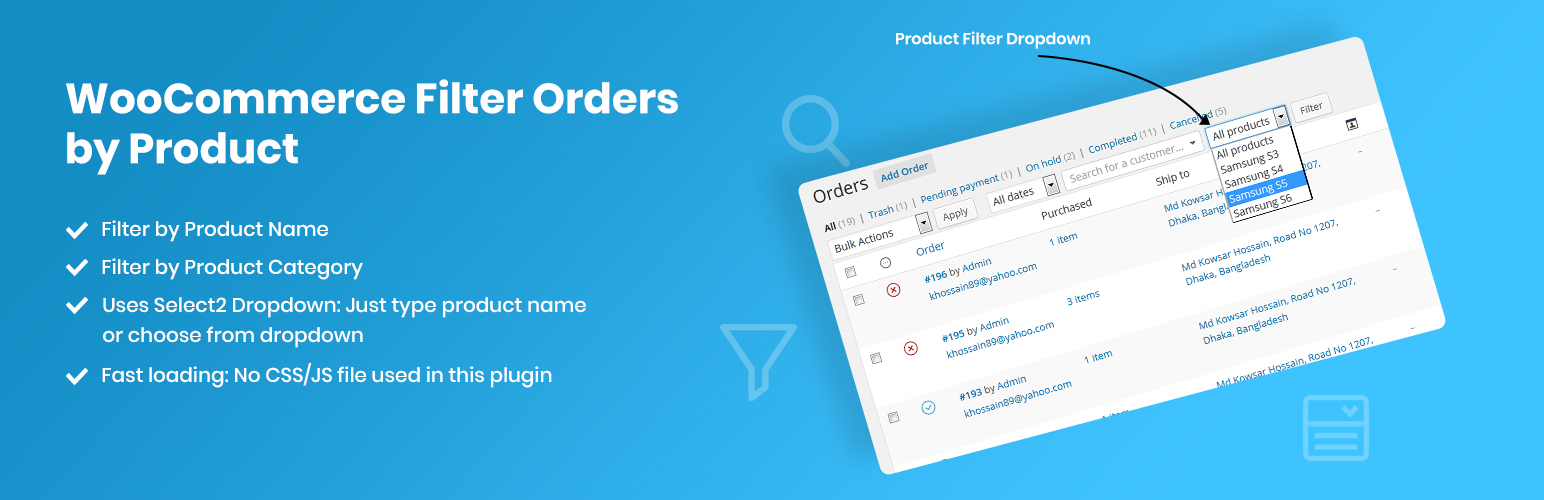 WooCommerce Filter Orders
by Product
Filter by Product Name
Filter by Product Category
Uses Select2 Dropdown: Just type product name
or choose from dropdown
Fast loading: No CSS/JS file used in this plugin
Product Filter Dropdown
Orders Add Order
All (19) | Trash (1) | Pending payment (1) | On hold (2) | Completed (11) | Cancelled (5)
Bulk Actions Apply All dates Search for a customer... All products Filter
All products
Samsung S3
Samsung S4
Samsung S5
Samsung S6
Order Purchased Ship to
#196 by Admin 1 item Md Kowsar Hossain, 
khossain89@yahoo.com Dhaka, 
#195 by Admin 3 items Md Kowsar Hossain, Road No 1207,
khossain89@yahoo.com Dhaka, Bangladesh
#193 by Admin 1 item Md Kowsar Hossain, Road No 1207,
khossain89@yahoo.com Dhaka, Bangladesh
Md Kowsar Hossain, Road No 1207,